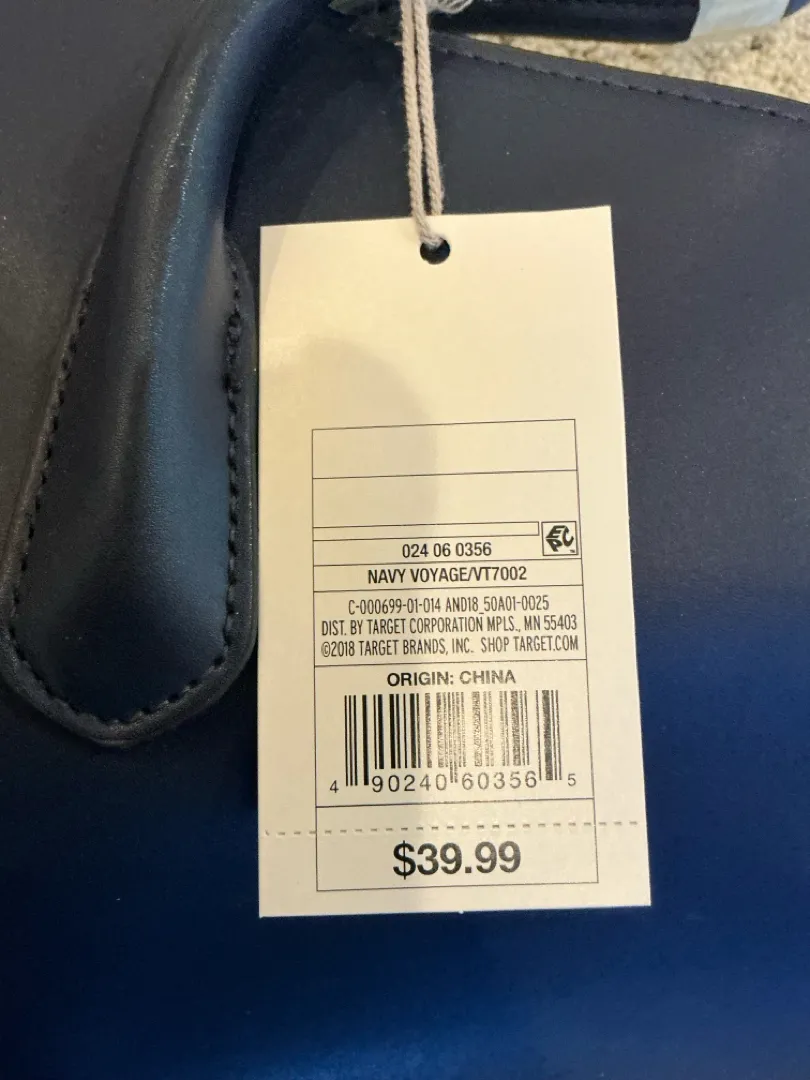 EPC
024 06 0356
NAVY VOYAGE/VT7002
C-000699-01-014 AND18_50A01-0025
DIST. BY TARGET CORPORATION MPLS., MN 55403
©2018 TARGET BRANDS, INC. SHOP TARGET.COM
ORIGIN: CHINA
4 90240 60356 5
$39.99